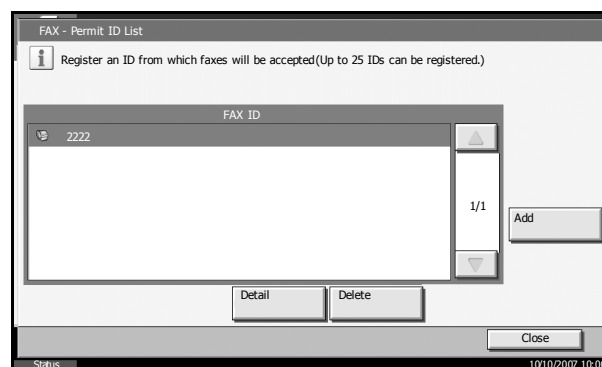 FAX - Permit ID List
Register an ID from which faxes will be accepted(Up to 25 IDs can be registered.)
FAX ID
2222
1/1
Add
Detail Delete
Close
Status 10/10/2007 10:0